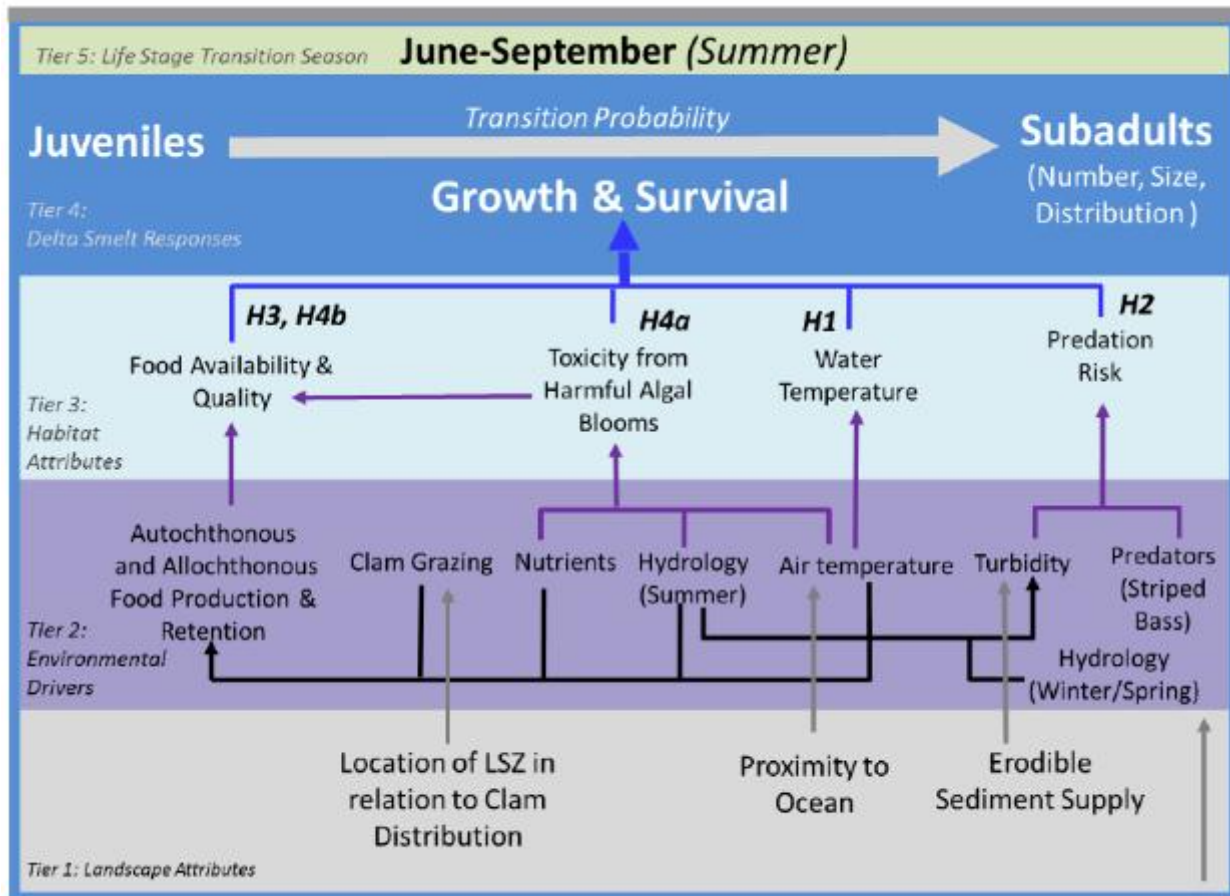 Tier 5: Life Stage Transition Season June-September (Summer)
Transition Probability
Juveniles
Subadults
(Number, Size,
Distribution )
Growth & Survival
Tier 4:
Delta Smelt Responses
H3, H4b
H4a
H1
H2
Food Availability &
Quality
Toxicity from
Harmful Algal
Blooms
Water
Temperature
Predation
Risk
Tier 3:
Habitat
Attributes
Autochthonous
and Allochthonous
Food Production &
Retention
Clam Grazing
Nutrients
Hydrology
(Summer)
Air temperature
Turbidity
Predators
(Striped
Bass)
Hydrology
(Winter/Spring)
Tier 2:
Environmental
Drivers
Location of LSZ in
relation to Clam
Distribution
Proximity to
Ocean
Erodible
Sediment Supply
Tier 1: Landscape Attributes